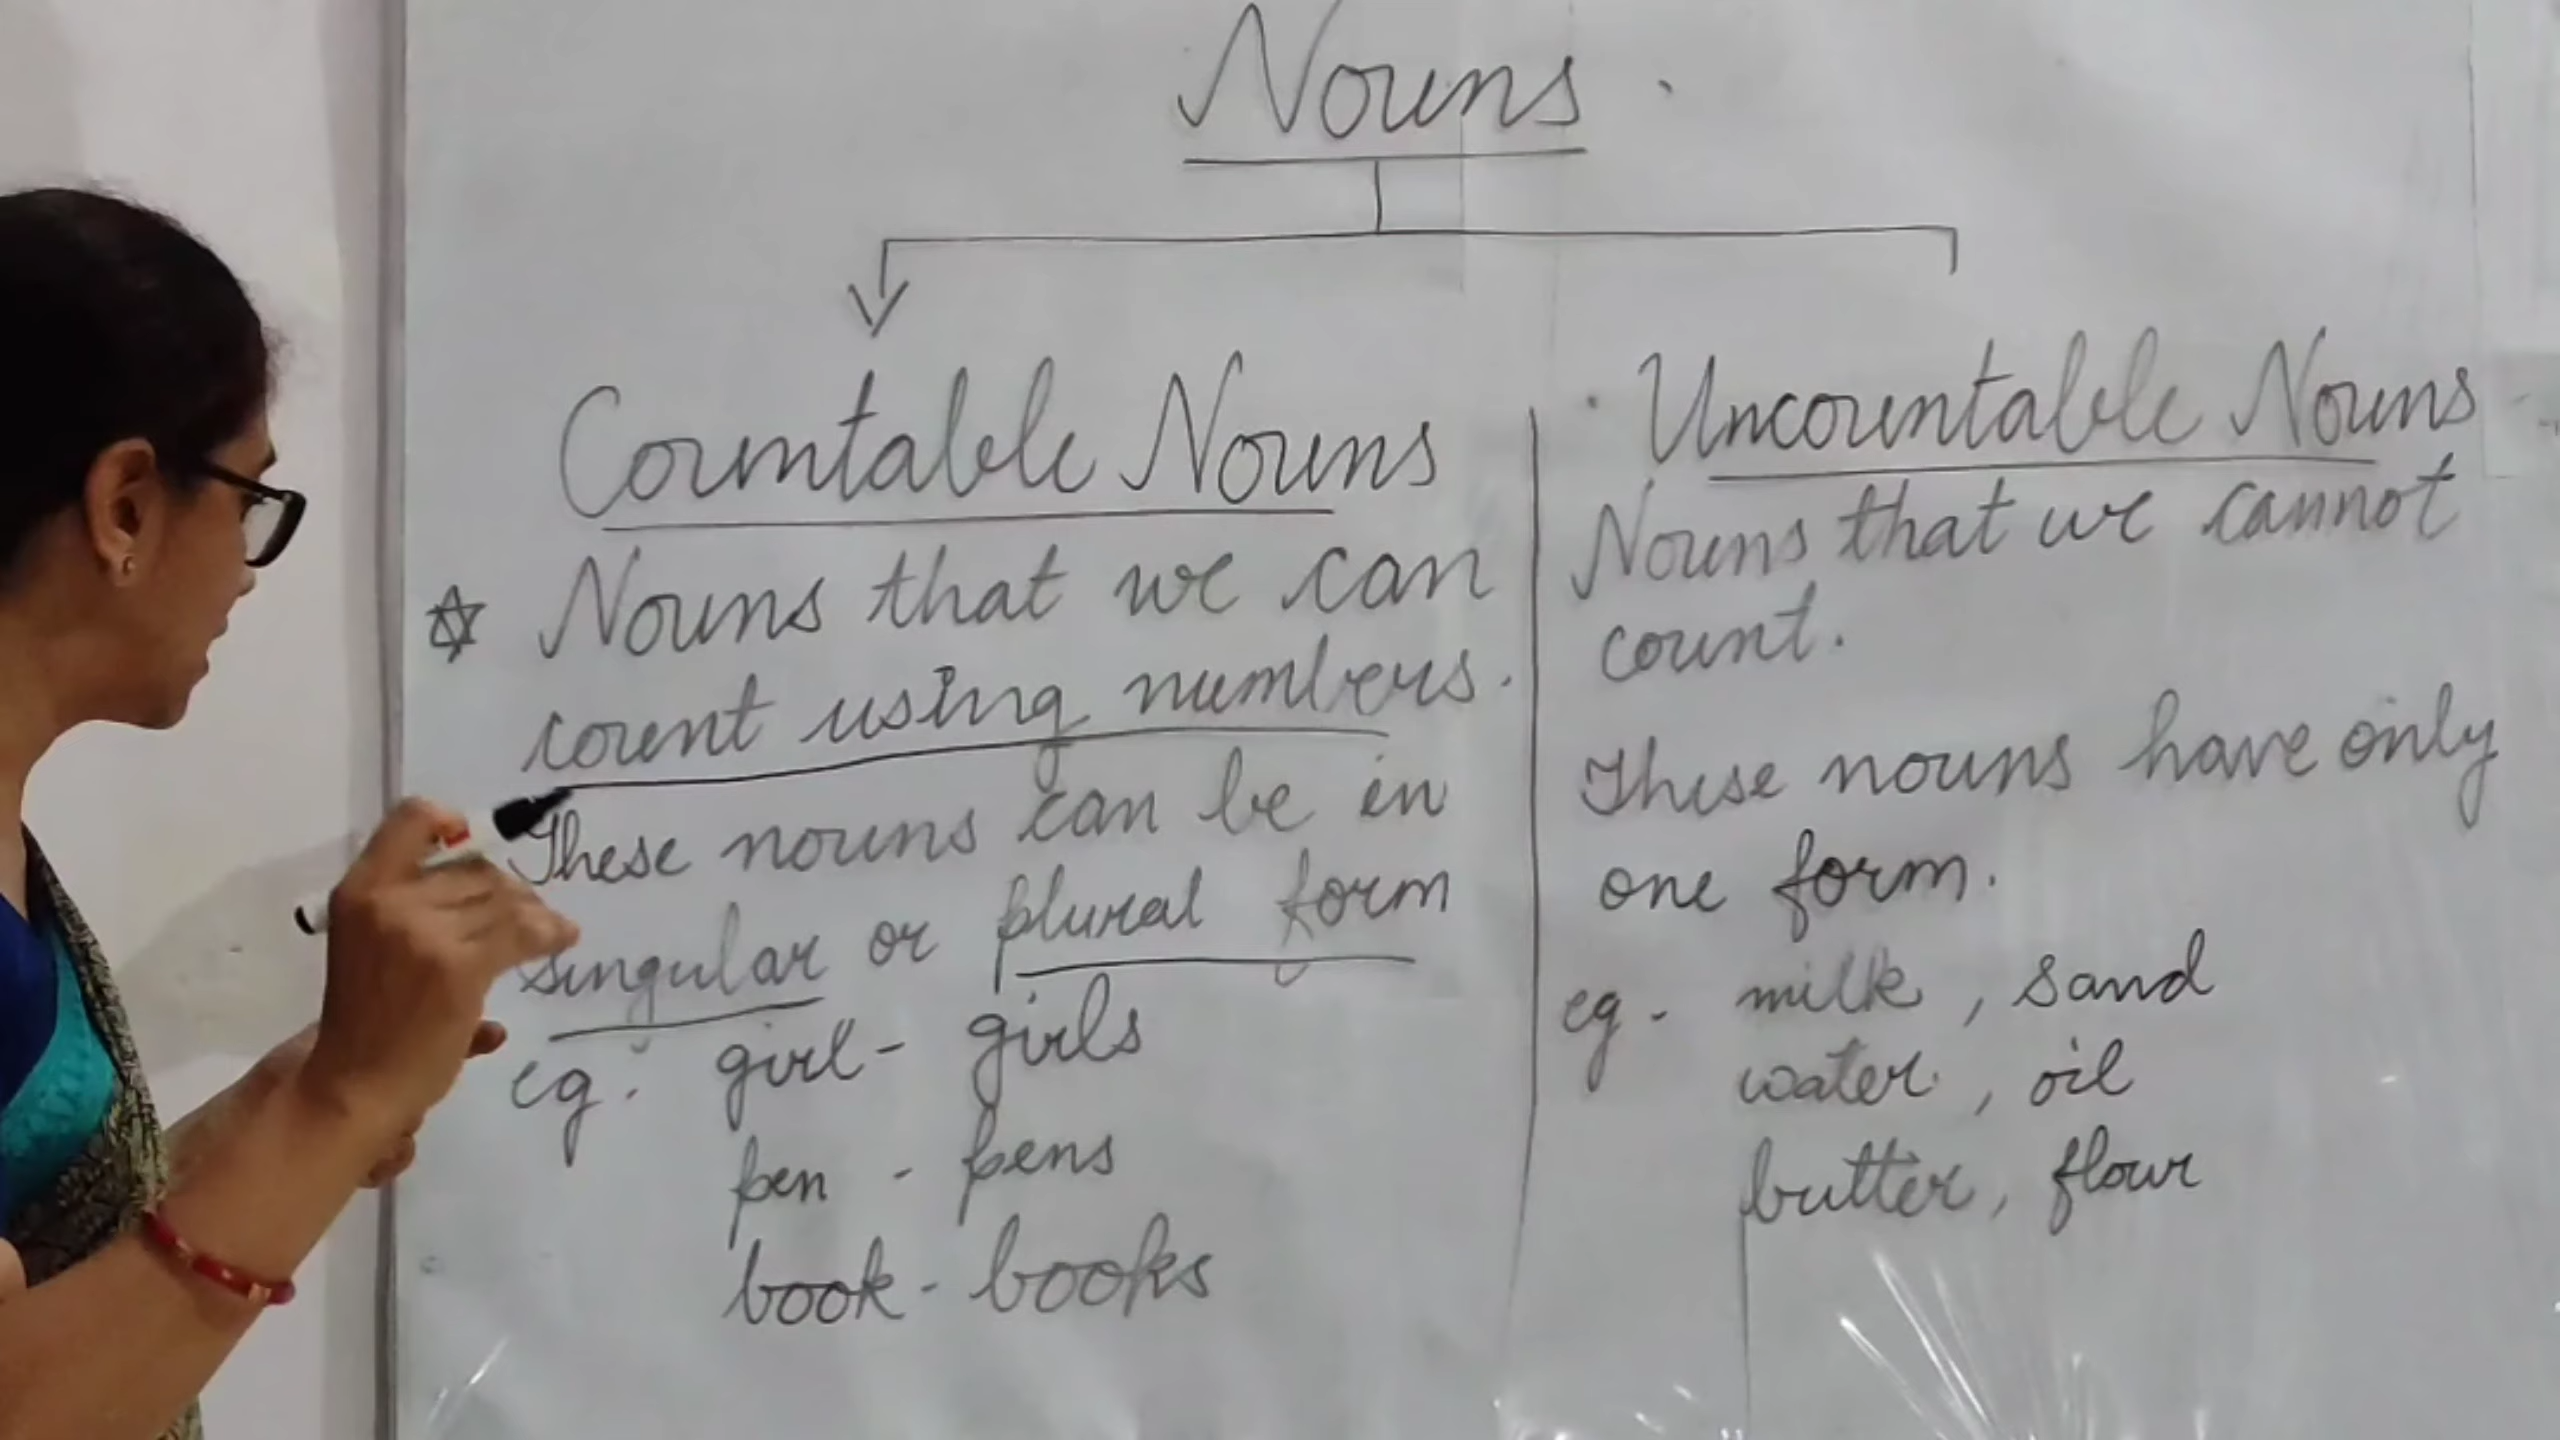 Nouns
Countable Nouns
Nouns that we can
count using numbers.
These nouns can be in
singular or plural form
eg. girl - girls
pen - pens
book - books
Uncountable Nouns
Nouns that we cannot
count.
These nouns have only
one form.
eg - milk, sand
water, oil
butter, flour